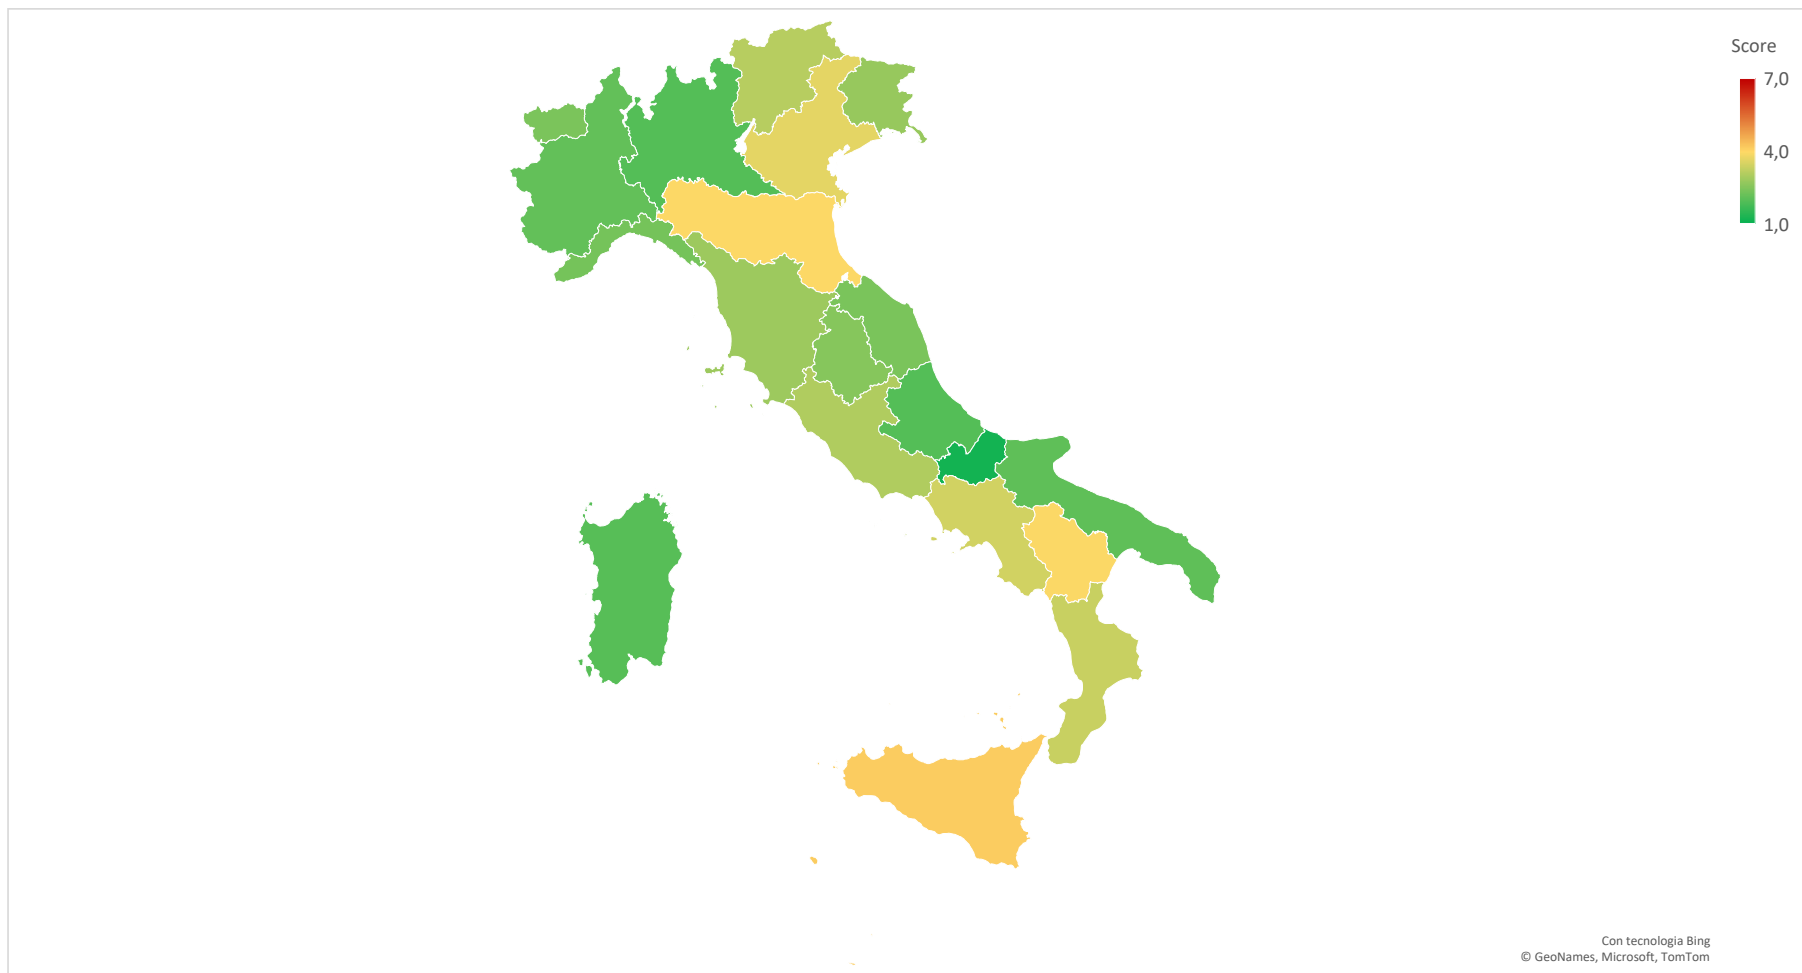 Score
7,0
4,0
1,0
Con tecnologia Bing
© GeoNames, Microsoft, TomTom